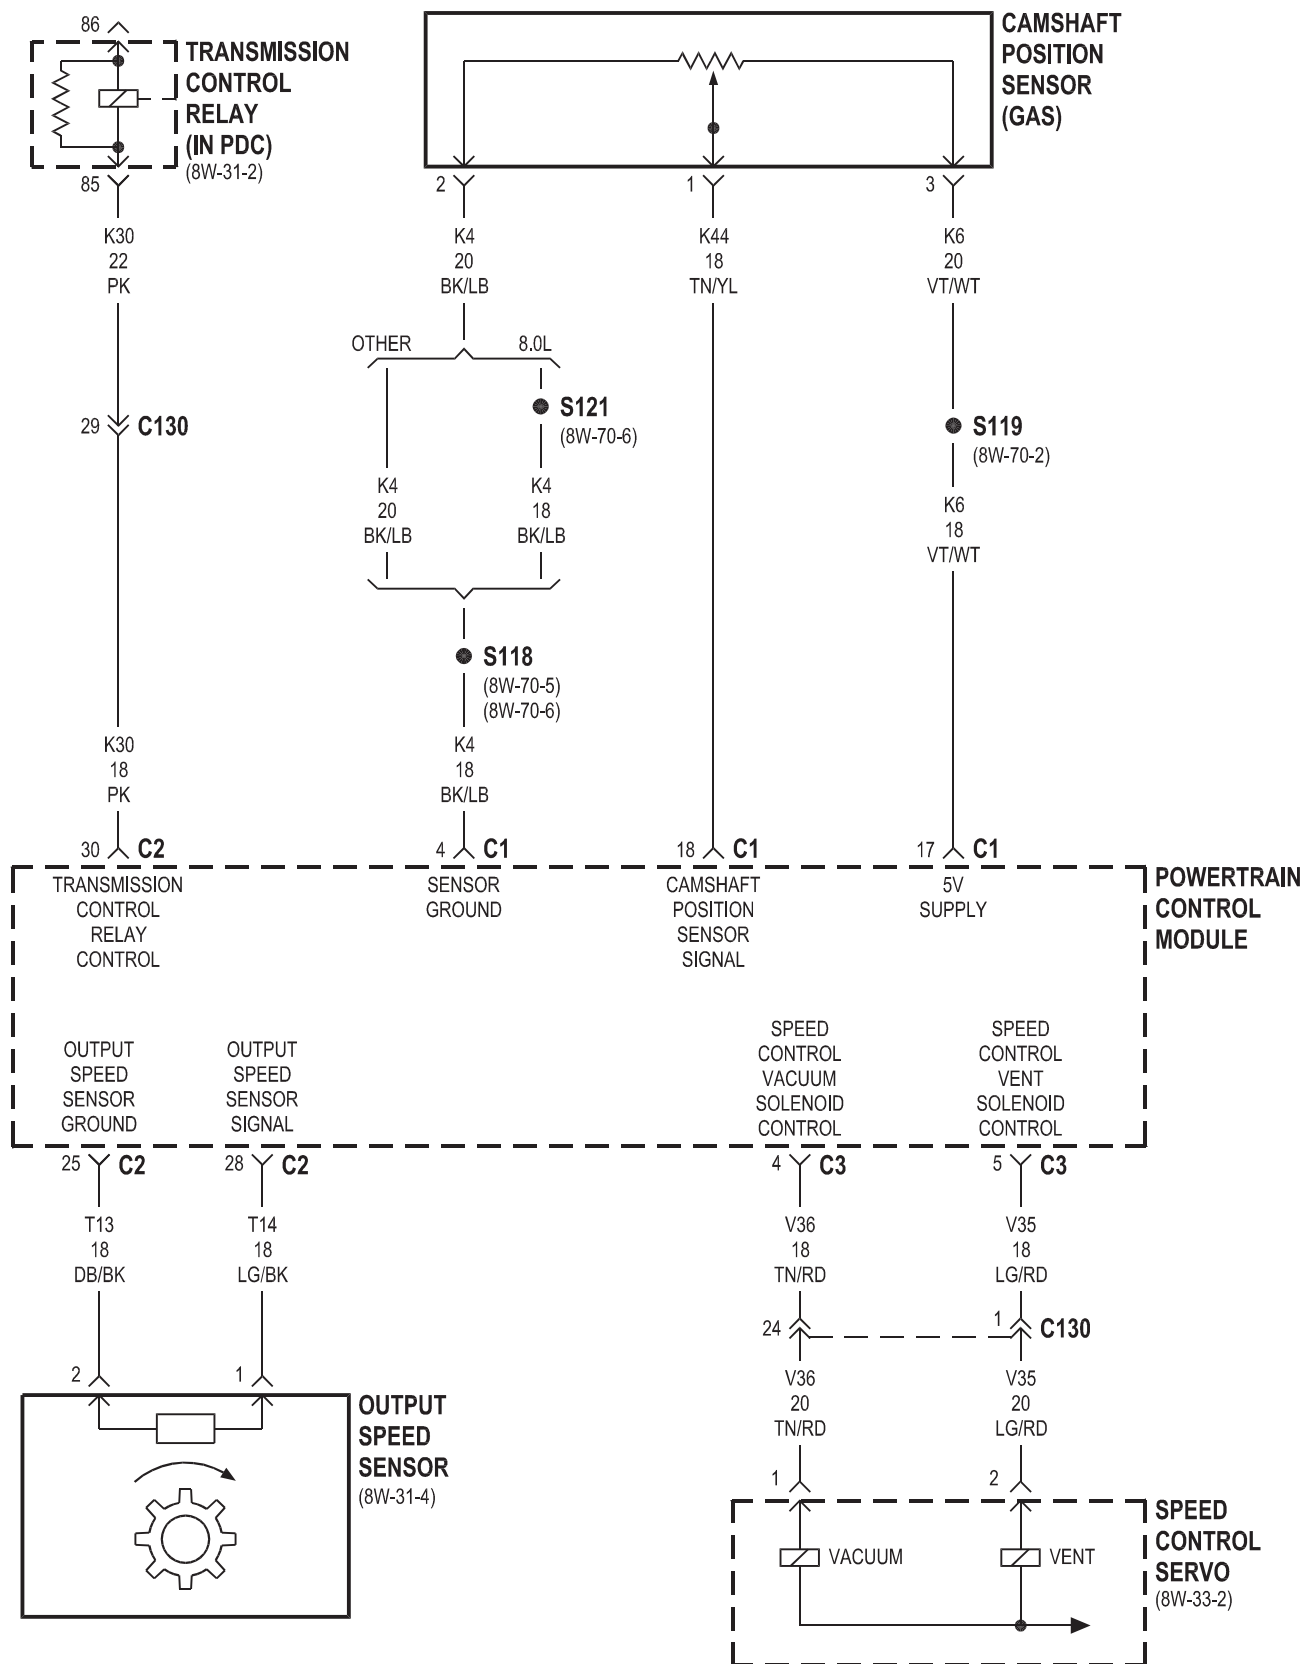 86
TRANSMISSION
CONTROL
RELAY
(IN PDC)
(8W-31-2)
85
CAMSHAFT
POSITION
SENSOR
(GAS)
2
1
3
K30
22
PK
K4
20
BK/LB
K44
18
TN/YL
K6
20
VT/WT
OTHER
8.0L
29
C130
S121
(8W-70-6)
S119
(8W-70-2)
K4
20
BK/LB
K4
18
BK/LB
K6
18
VT/WT
S118
(8W-70-5)
(8W-70-6)
K30
18
PK
K4
18
BK/LB
30
C2
4
C1
18
C1
17
C1
TRANSMISSION
CONTROL
RELAY
CONTROL
SENSOR
GROUND
CAMSHAFT
POSITION
SENSOR
SIGNAL
5V
SUPPLY
POWERTRAIN
CONTROL
MODULE
OUTPUT
SPEED
SENSOR
GROUND
OUTPUT
SPEED
SENSOR
SIGNAL
SPEED
CONTROL
VACUUM
SOLENOID
CONTROL
SPEED
CONTROL
VENT
SOLENOID
CONTROL
25
C2
28
C2
4
C3
5
C3
T13
18
DB/BK
T14
18
LG/BK
V36
18
TN/RD
V35
18
LG/RD
24
1
C130
2
1
V36
20
TN/RD
V35
20
LG/RD
OUTPUT
SPEED
SENSOR
(8W-31-4)
1
2
VACUUM
VENT
SPEED
CONTROL
SERVO
(8W-33-2)